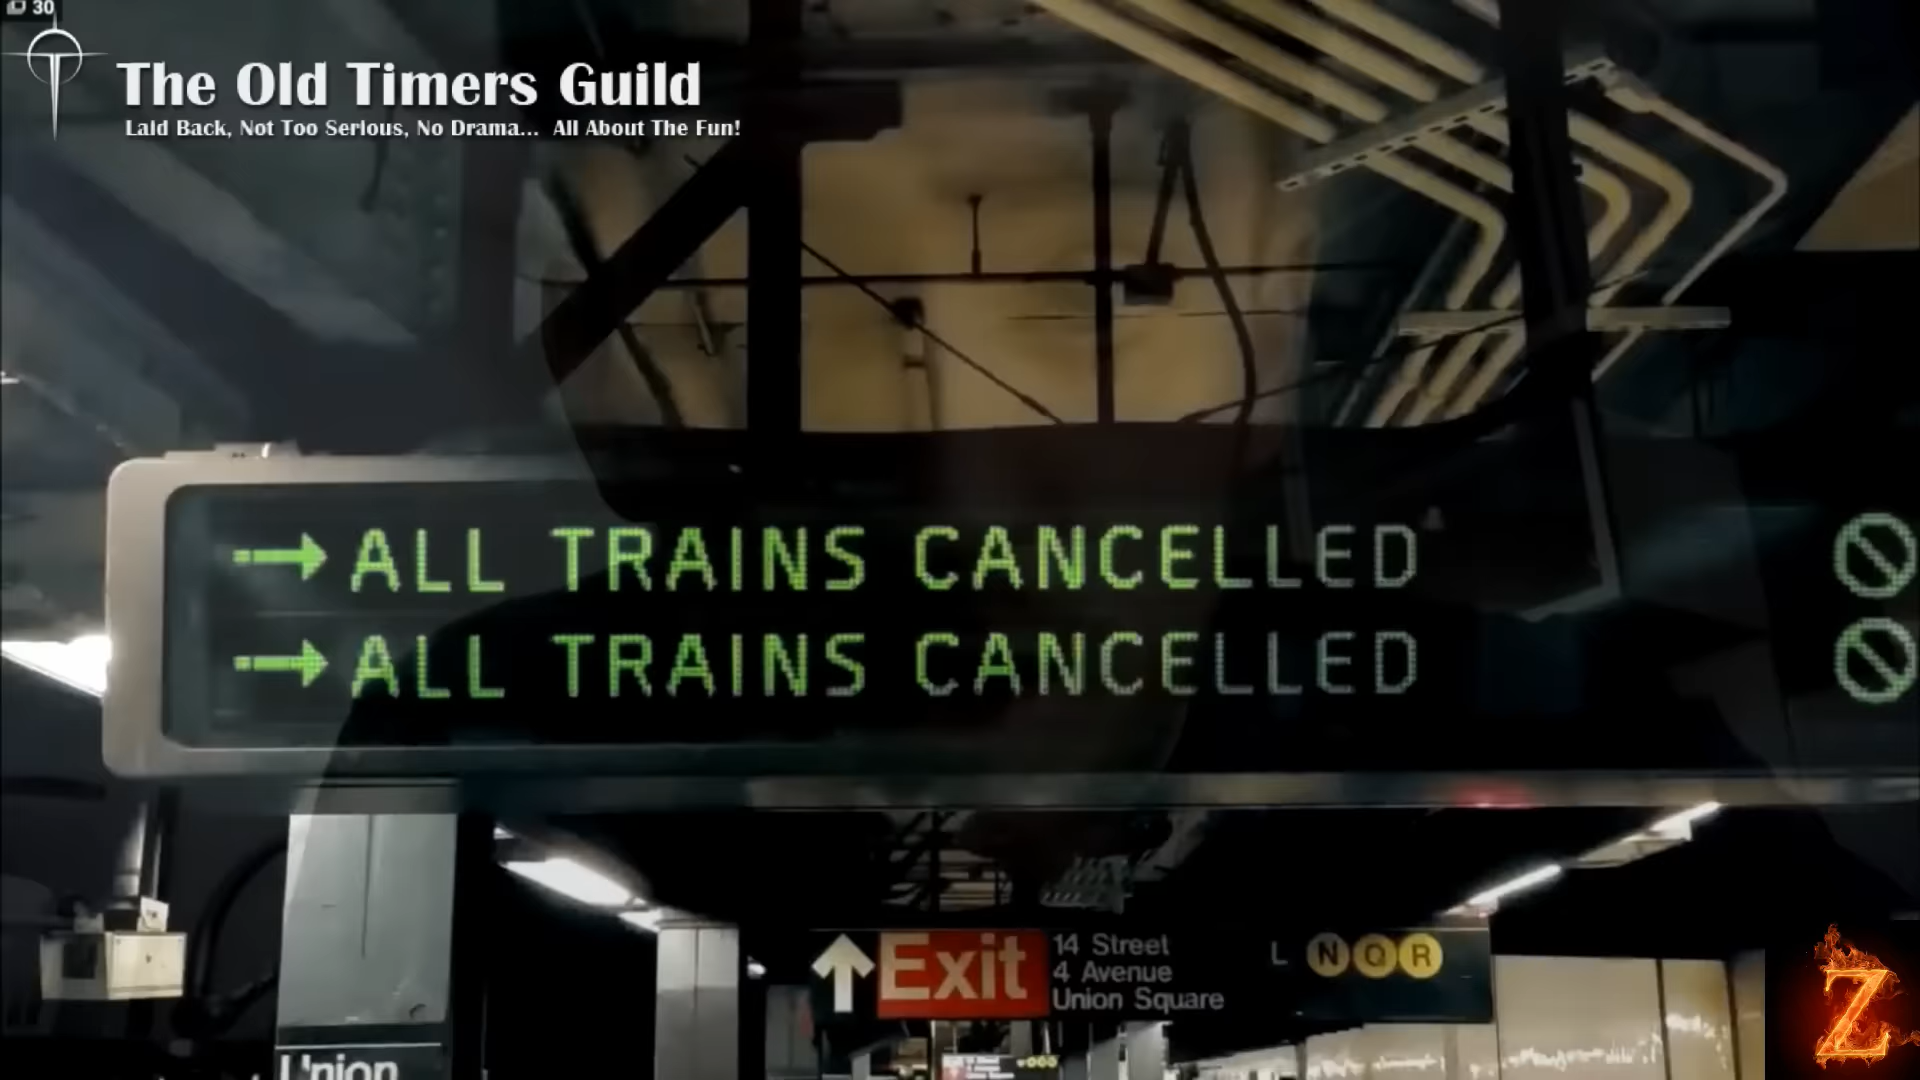 30
The Old Timers Guild
Laid Back, Not Too Serious, No Drama... All About The Fun!
→ ALL TRAINS CANCELLED
→ ALL TRAINS CANCELLED
Exit
14 Street
4 Avenue
Union Square
L N Q R
Union
Z